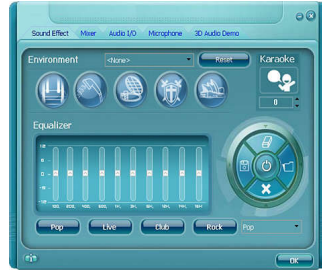 Sound Effect Mixer Audio I/O Microphone 3D Audio Demo
Environment <None> Reset Karaoke
0
Equalizer
Pop Live Club Rock Pop
OK